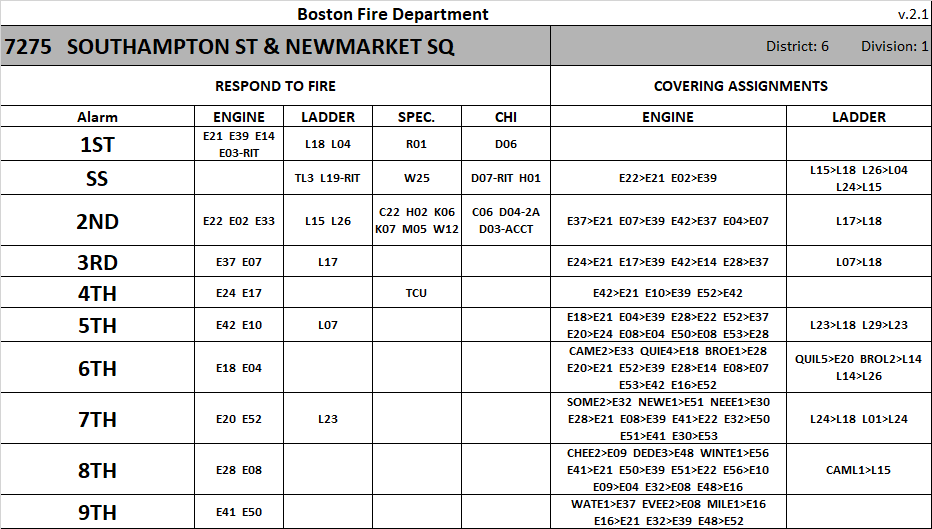 Boston Fire Department v.2.1
7275 SOUTHAMPTON ST & NEWMARKET SQ District: 6 Division: 1
RESPOND TO FIRE COVERING ASSIGNMENTS
Alarm ENGINE LADDER SPEC. CHI ENGINE LADDER
1ST
E21 E39 E14
E03-RIT
L18 L04
R01
D06
SS
TL3 L19-RIT
W25
D07-RIT H01
E22>E21 E02>E39
L15>L18 L26>L04
L24>L15
2ND
E22 E02 E33
L15 L26
C22 H02 K06
K07 M05 W12
C06 D04-2A
D03-ACCT
E37>E21 E07>E39 E42>E37 E04>E07
L17>L18
3RD
E37 E07
L17
E24>E21 E17>E39 E42>E14 E28>E37
L07>L18
4TH
E24 E17
TCU
E42>E21 E10>E39 E52>E42
5TH
E42 E10
L07
E18>E21 E04>E39 E28>E22 E52>E37
E20>E24 E08>E04 E50>E08 E53>E28
L23>L18 L29>L23
6TH
E18 E04
CAME2>E33 QUIE4>E18 BROE1>E28
E20>E21 E52>E39 E28>E14 E08>E07
E53>E42 E16>E52
QUIL5>E20 BROL2>L14
L14>L26
7TH
E20 E52
L23
SOME2>E32 NEWE1>E51 NEEE1>E30
E28>E21 E08>E39 E41>E22 E32>E50
E51>E41 E30>E53
L24>L18 L01>L24
8TH
E28 E08
CHEE2>E09 DEDE3>E48 WINTE1>E56
E41>E21 E50>E39 E51>E22 E56>E10
E09>E04 E32>E08 E48>E16
CAML1>L15
9TH
E41 E50
WATE1>E37 EVEE2>E08 MILE1>E16
E16>E21 E32>E39 E48>E52